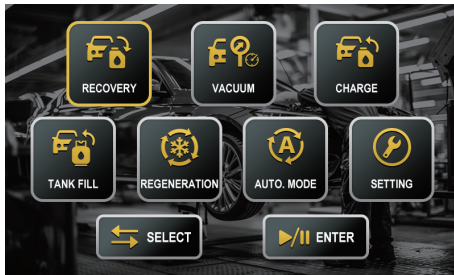 RECOVERY
VACUUM
CHARGE
TANK FILL
REGENERATION
AUTO. MODE
SETTING
SELECT
ENTER